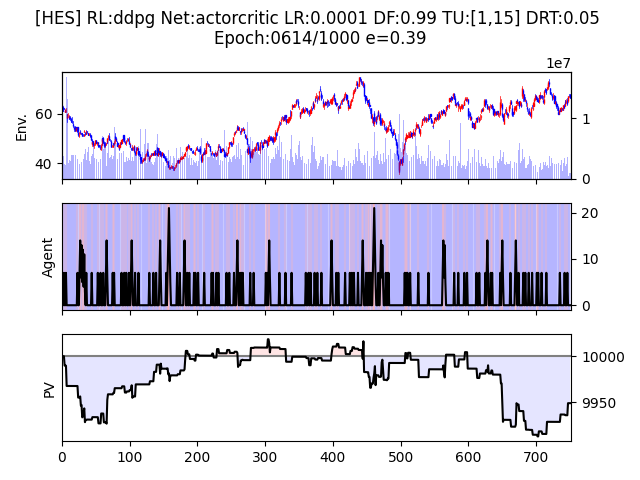 [HES] RL:ddpg Net:actorcritic LR:0.0001 DF:0.99 TU:[1,15] DRT:0.05
Epoch:0614/1000 e=0.39
1e7
Env.
60
40
1
0
Agent
20
10
0
PV
10000
9950
0 100 200 300 400 500 600 700